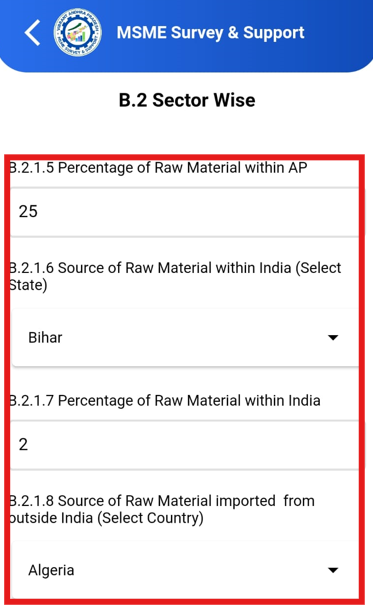 MSME Survey & Support
B.2 Sector Wise
B.2.1.5 Percentage of Raw Material within AP
25
B.2.1.6 Source of Raw Material within India (Select
State)
Bihar
B.2.1.7 Percentage of Raw Material within India
2
B.2.1.8 Source of Raw Material imported  from
outside India (Select Country)
Algeria